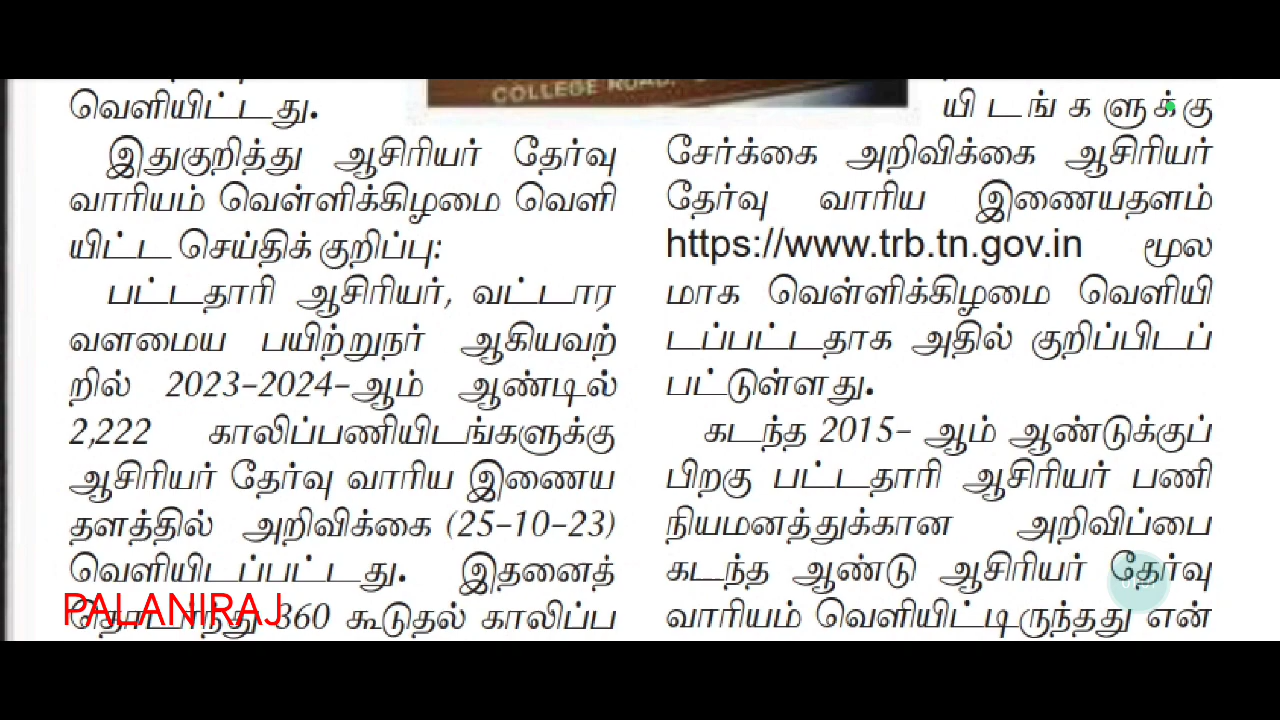 வெளியிட்டது.
இதுகுறித்து ஆசிரியர் தேர்வு
வாரியம் வெள்ளிக்கிழமை வெளி
யிட்ட செய்திக் குறிப்பு:
பட்டதாரி ஆசிரியர், வட்டார
வளமைய பயிற்றுநர் ஆகியவற்
றில் 2023-2024-ஆம் ஆண்டில்
2,222 காலிப்பணியிடங்களுக்கு
ஆசிரியர் தேர்வு வாரிய இணைய
தளத்தில் அறிவிக்கை (25-10-23)
வெளியிடப்பட்டது. இதனைத்
தொடர்ந்து 360 கூடுதல் காலிப்ப
PALANIRAJ
COLLEGE ROAD,
யிடங்களுக்கு
சேர்க்கை அறிவிக்கை ஆசிரியர்
தேர்வு வாரிய இணையதளம்
https://www.trb.tn.gov.in மூல
மாக வெள்ளிக்கிழமை வெளியி
டப்பட்டதாக அதில் குறிப்பிடப்
பட்டுள்ளது.
கடந்த 2015- ஆம் ஆண்டுக்குப்
பிறகு பட்டதாரி ஆசிரியர் பணி
நியமனத்துக்கான அறிவிப்பை
கடந்த ஆண்டு ஆசிரியர் தேர்வு
வாரியம் வெளியிட்டிருந்தது என்